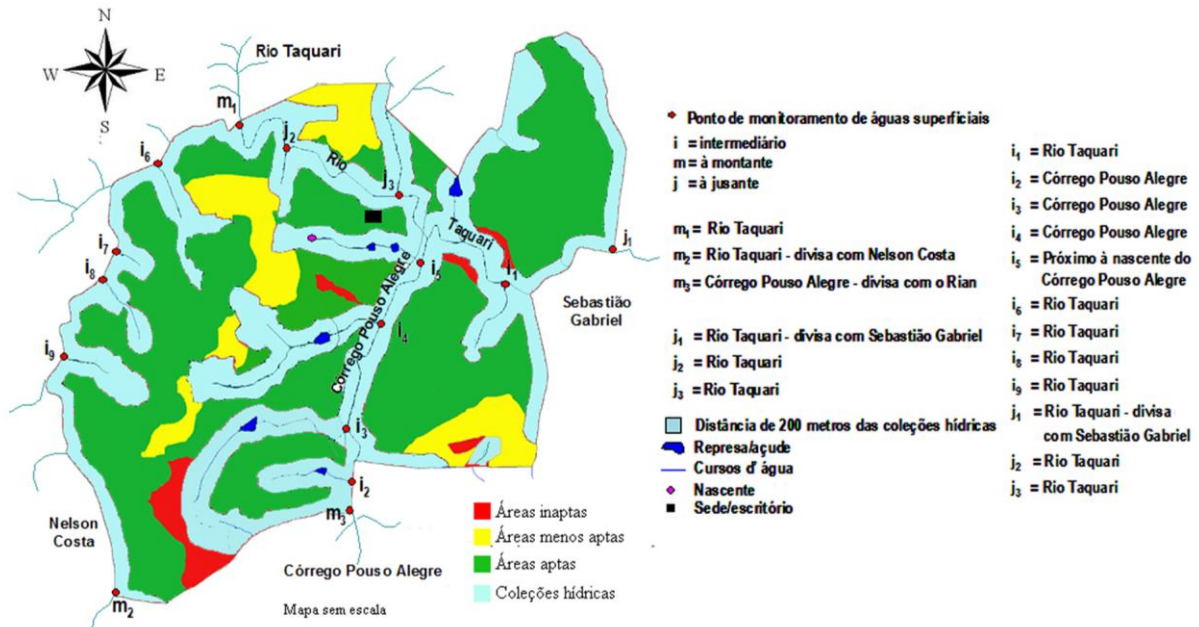 N
W E
S
Rio Taquari
m1
j2
i6
Rio
j3
Taquari
i7
i8
i5
i1
j1
Sebastião
Gabriel
Córrego Pouso Alegre
i4
i9
i3
i2
m3
Nelson
Costa
m2
Córrego Pouso Alegre
Mapa sem escala
Áreas inaptas
Áreas menos aptas
Áreas aptas
Coleções hídricas
Ponto de monitoramento de águas superficiais
i = intermediário
m = à montante
j = à jusante
m1 = Rio Taquari
m2 = Rio Taquari - divisa com Nelson Costa
m3 = Córrego Pouso Alegre - divisa com o Rian
j1 = Rio Taquari - divisa com Sebastião Gabriel
j2 = Rio Taquari
j3 = Rio Taquari
Distância de 200 metros das coleções hídricas
Represa/açude
Cursos d' água
Nascente
Sede/escritório
i1 = Rio Taquari
i2 = Córrego Pouso Alegre
i3 = Córrego Pouso Alegre
i4 = Córrego Pouso Alegre
i5 = Próximo à nascente do
Córrego Pouso Alegre
i6 = Rio Taquari
i7 = Rio Taquari
i8 = Rio Taquari
i9 = Rio Taquari
j1 = Rio Taquari - divisa
com Sebastião Gabriel
j2 = Rio Taquari
j3 = Rio Taquari